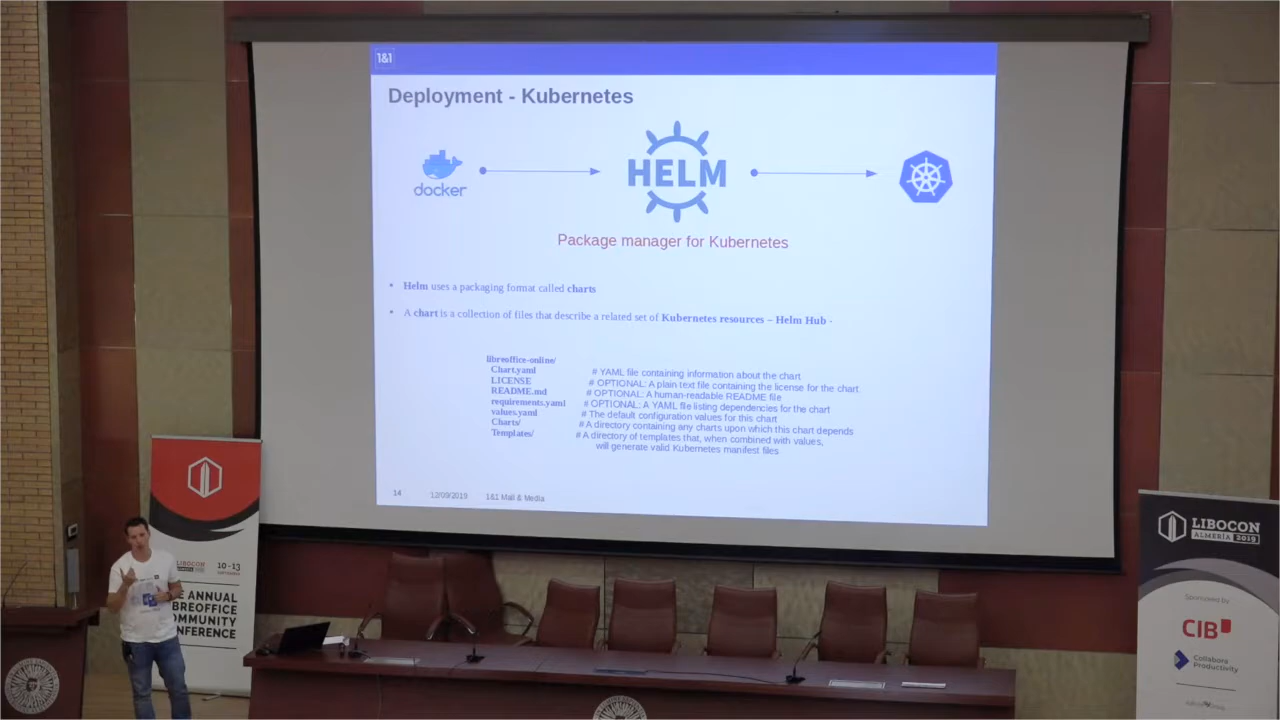 1&1
Deployment - Kubernetes
docker
HELM
Package manager for Kubernetes
▪ Helm uses a packaging format called charts
▪ A chart is a collection of files that describe a related set of Kubernetes resources – Helm Hub -
libreoffice-online/
Chart.yaml # YAML file containing information about the chart
LICENSE # OPTIONAL: A plain text file containing the license for the chart
README.md # OPTIONAL: A human-readable README file
requirements.yaml # OPTIONAL: A YAML file listing dependencies for the chart
values.yaml # The default configuration values for this chart
Charts/ # A directory containing any charts upon which this chart depends
Templates/ # A directory of templates that, when combined with values,
will generate valid Kubernetes manifest files
14 12/09/2019 1&1 Mail & Media
LIBOCON 10-13
ANNUAL
CONFERENCE
LIBOCON
ALMERÍA 2019
Sponsored by
CIB
Collabora
Productivity